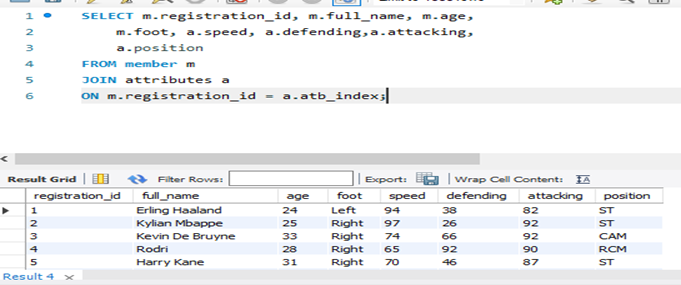 1 SELECT m.registration_id, m.full_name, m.age,
2 m.foot, a.speed, a.defending,a.attacking,
3 a.position
4 FROM member m
5 JOIN attributes a
6 ON m.registration_id = a.atb_index;
Result Grid Filter Rows: Export: Wrap Cell Content:
registration_id full_name age foot speed defending attacking position
1 Erling Haaland 24 Left 94 38 82 ST
2 Kylian Mbappe 25 Right 97 26 92 ST
3 Kevin De Bruyne 33 Right 74 66 92 CAM
4 Rodri 28 Right 65 92 90 RCM
5 Harry Kane 31 Right 70 46 87 ST
Result 4